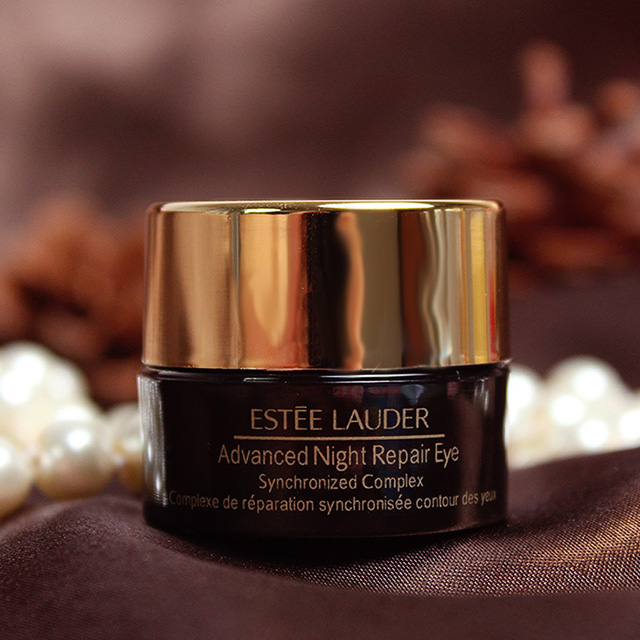 ESTĒE LAUDER
Advanced Night Repair Eye
Synchronized Complex
Complexe de réparation synchronisée contour des yeux